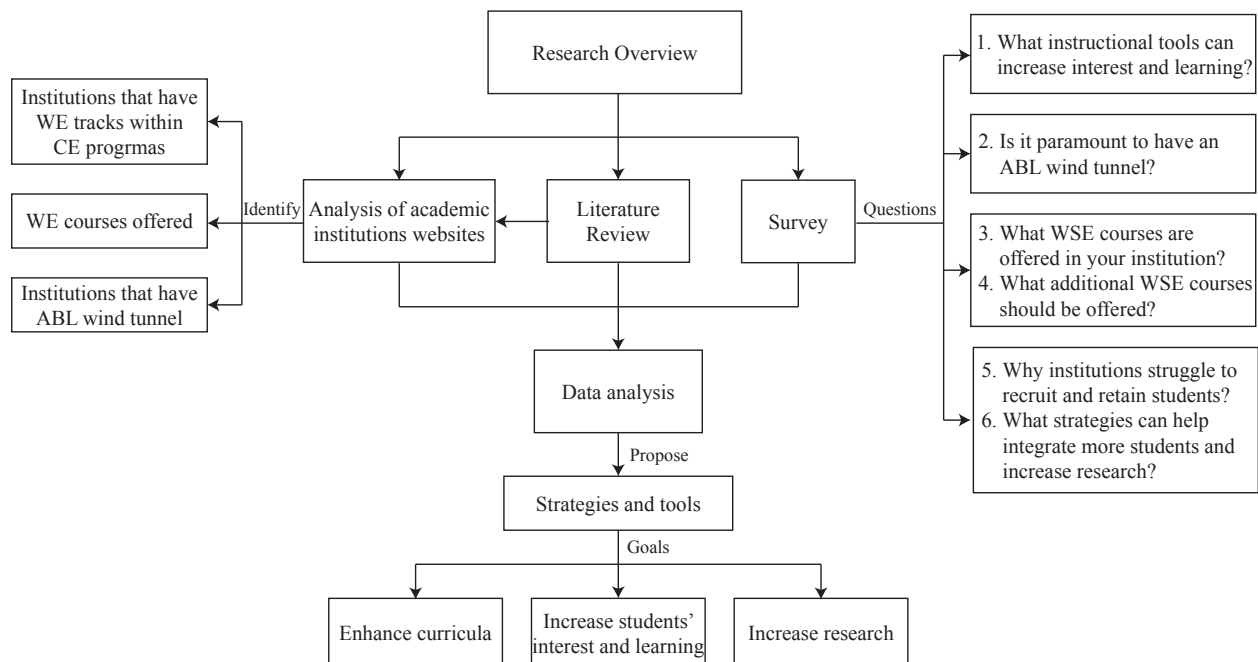 Research Overview
Institutions that have
WE tracks within
CE progrmas
WE courses offered
Institutions that have
ABL wind tunnel
Identify
Analysis of academic
institutions websites
Literature
Review
Survey
Questions
1. What instructional tools can
increase interest and learning?
2. Is it paramount to have an
ABL wind tunnel?
3. What WSE courses are
offered in your institution?
4. What additional WSE courses
should be offered?
5. Why institutions struggle to
recruit and retain students?
6. What strategies can help
integrate more students and
increase research?
Data analysis
Propose
Strategies and tools
Goals
Enhance curricula
Increase students’
interest and learning
Increase research